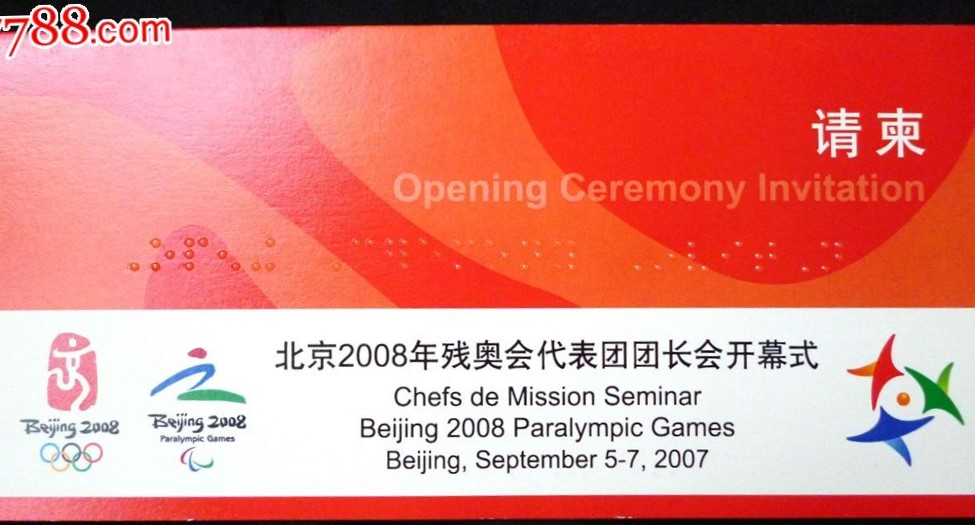 788.com
请柬
Opening Ceremony Invitation
北京2008年残奥会代表团团长会开幕式
Chefs de Mission Seminar
Beijing 2008 Paralympic Games
Beijing, September 5-7, 2007
Beijing 2008
Beijing 2008
Paralympic Games